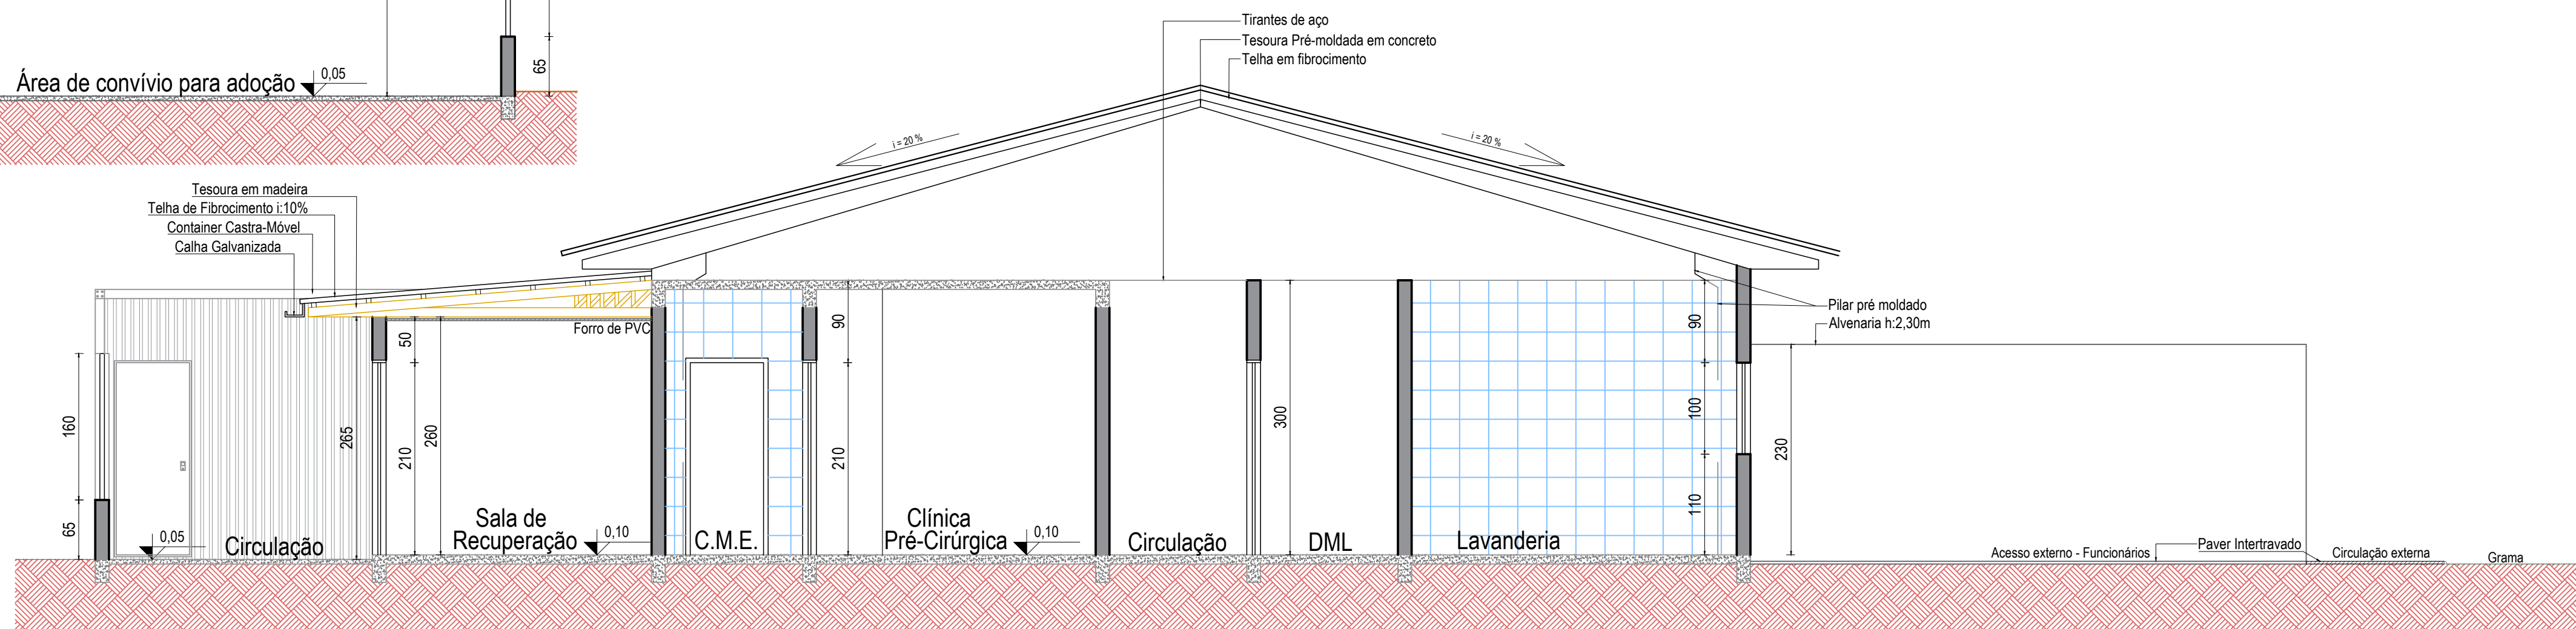 Tirantes de aço
Tesoura Pré-moldada em concreto
Telha em fibrocimento
65
Área de convívio para adoção
0,05
i = 20 %
i = 20 %
Tesoura em madeira
Telha de Fibrocimento i:10%
Container Castra-Móvel
Calha Galvanizada
Forro de PVC
Pilar pré moldado
Alvenaria h:2,30m
160
65
265
50
210
260
90
210
300
90
100
110
230
0,05
Circulação
Sala de
Recuperação
0,10
C.M.E.
Clínica
Pré-Cirúrgica
0,10
Circulação
DML
Lavanderia
Acesso externo - Funcionários
Paver Intertravado
Circulação externa
Grama